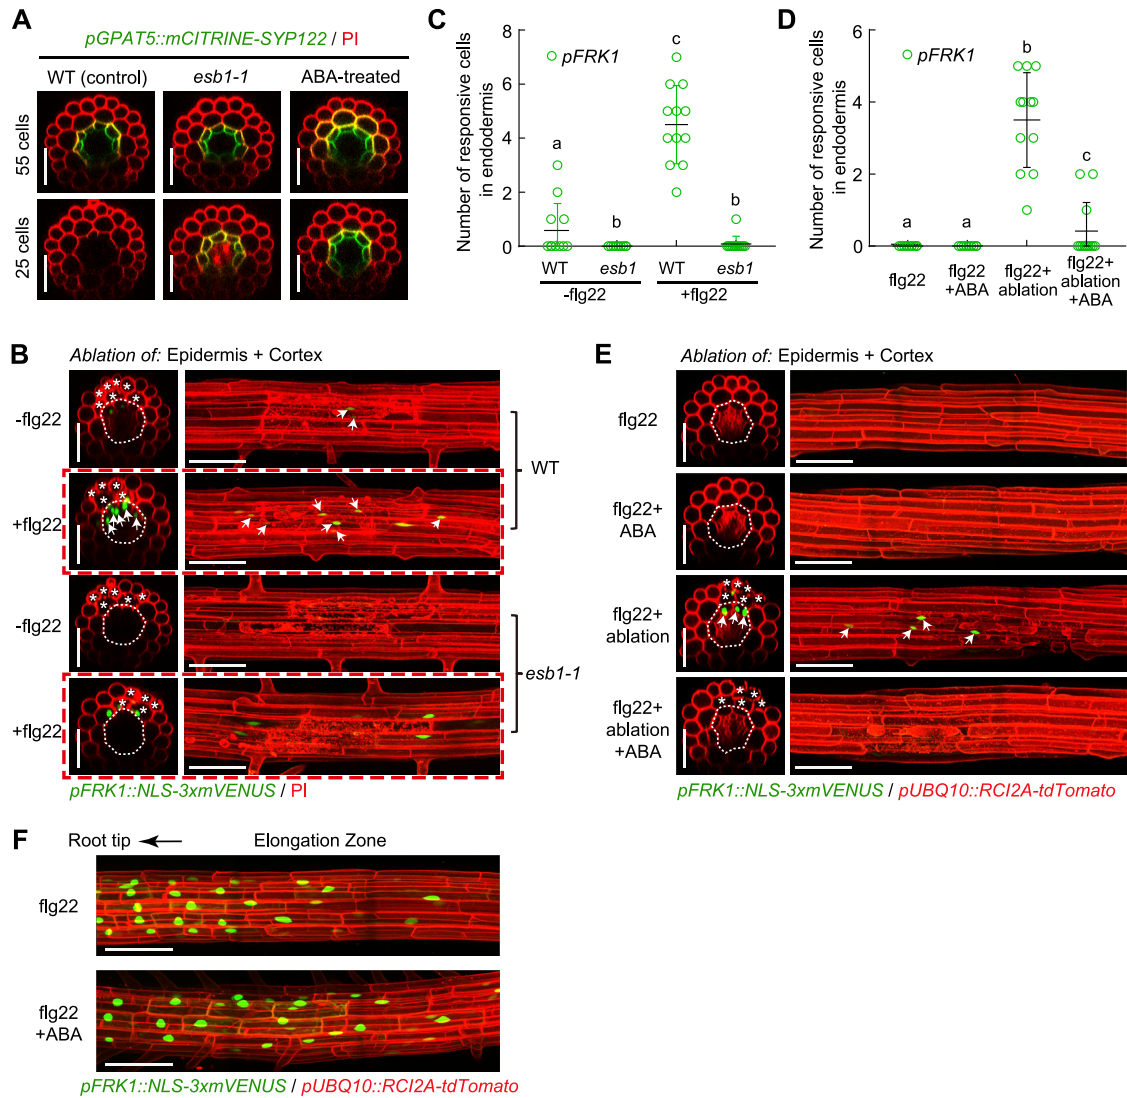 A
pGPAT5::mCITRINE-SYP122 / PI
WT (control)
esb1-1
ABA-treated
55 cells
25 cells
C
Number of responsive cells
in endodermis
8
6
4
2
0
pFRK1
a
b
c
b
WT
esb1
WT
esb1
-flg22
+flg22
D
Number of responsive cells
in endodermis
6
4
2
0
pFRK1
a
a
b
c
flg22
flg22
+ABA
flg22+
ablation
flg22+
ablation
+ABA
B
Ablation of: Epidermis + Cortex
-flg22
+flg22
WT
-flg22
+flg22
esb1-1
pFRK1::NLS-3xmVENUS / PI
E
Ablation of: Epidermis + Cortex
flg22
flg22+
ABA
flg22+
ablation
flg22+
ablation
+ABA
pFRK1::NLS-3xmVENUS / pUBQ10::RCI2A-tdTomato
F
Root tip
Elongation Zone
flg22
flg22
+ABA
pFRK1::NLS-3xmVENUS / pUBQ10::RCI2A-tdTomato